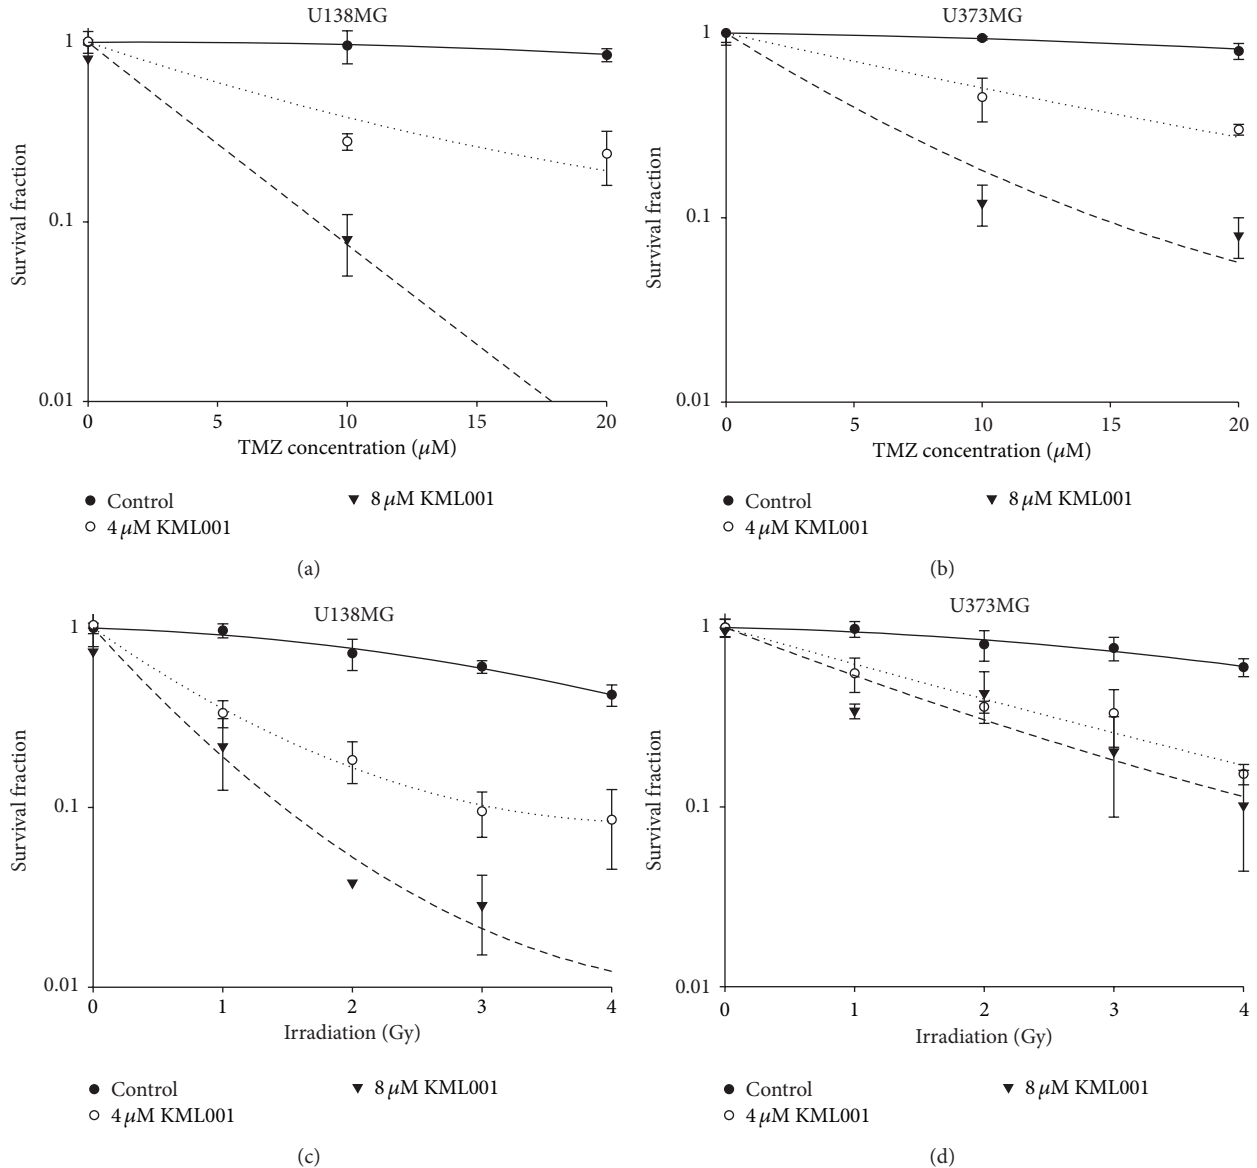 U138MG
1
0.1
0.01
Survival fraction
0 5 10 15 20
TMZ concentration (μM)
Control
4 μM KML001
8 μM KML001
(a)
U373MG
1
0.1
0.01
Survival fraction
0 5 10 15 20
TMZ concentration (μM)
Control
4 μM KML001
8 μM KML001
(b)
U138MG
1
0.1
0.01
Survival fraction
0 1 2 3 4
Irradiation (Gy)
Control
4 μM KML001
8 μM KML001
(c)
U373MG
1
0.1
0.01
Survival fraction
0 1 2 3 4
Irradiation (Gy)
Control
4 μM KML001
8 μM KML001
(d)